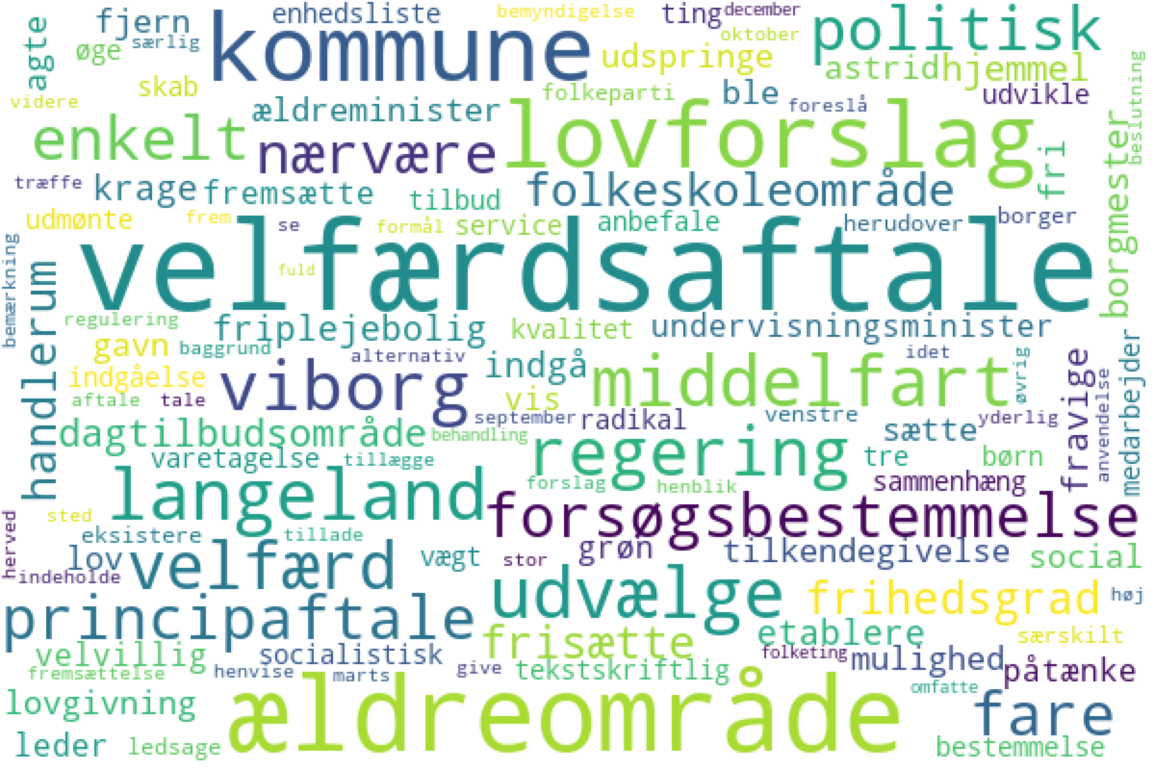 fjern
enhedsliste
bemyndigelse
ting
december
politisk
agte
øge
særlig
kommune
udspringe
oktober
astrid
hjemmel
videre
skab
ældreminister
folkeparti
ble
foreslå
udvikle
beslutning
enkelt
nærvære
lovforslag
fri
borgmester
træffe
krage
fremsætte
tilbud
folkeskoleområde
udmønte
frem
se
formål
service
anbefale
herudover
borger
bemærkning
velfærdsaftale
fuld
handlerum
regulering
friplejebolig
kvalitet
undervisningsminister
gavn
baggrund
alternativ
indgå
middelfart
idet
øvrig
fravige
medarbejder
indgåelse
viborg
aftale
tale
vis
september
radikal
venstre
yderlig
anvendelse
dagtilbudsområde
behandling
regering
sætte
varetagelse
tillægge
tre
børn
langeland
forslag
henblik
sammenhæng
herved
sted
forsøgsbestemmelse
eksistere
tillade
lov
velfærd
vægt
stor
grøn
tilkendegivelse
social
indeholde
principaftale
udvælge
frihedsgrad
høj
velvillig
socialistisk
frisætte
etablere
særskilt
fremsættelse
henvise
marts
give
tekstskriftlig
folketing
mulighed
påtænke
lovgivning
ældreområde
omfatte
fare
leder
ledsage
bestemmelse